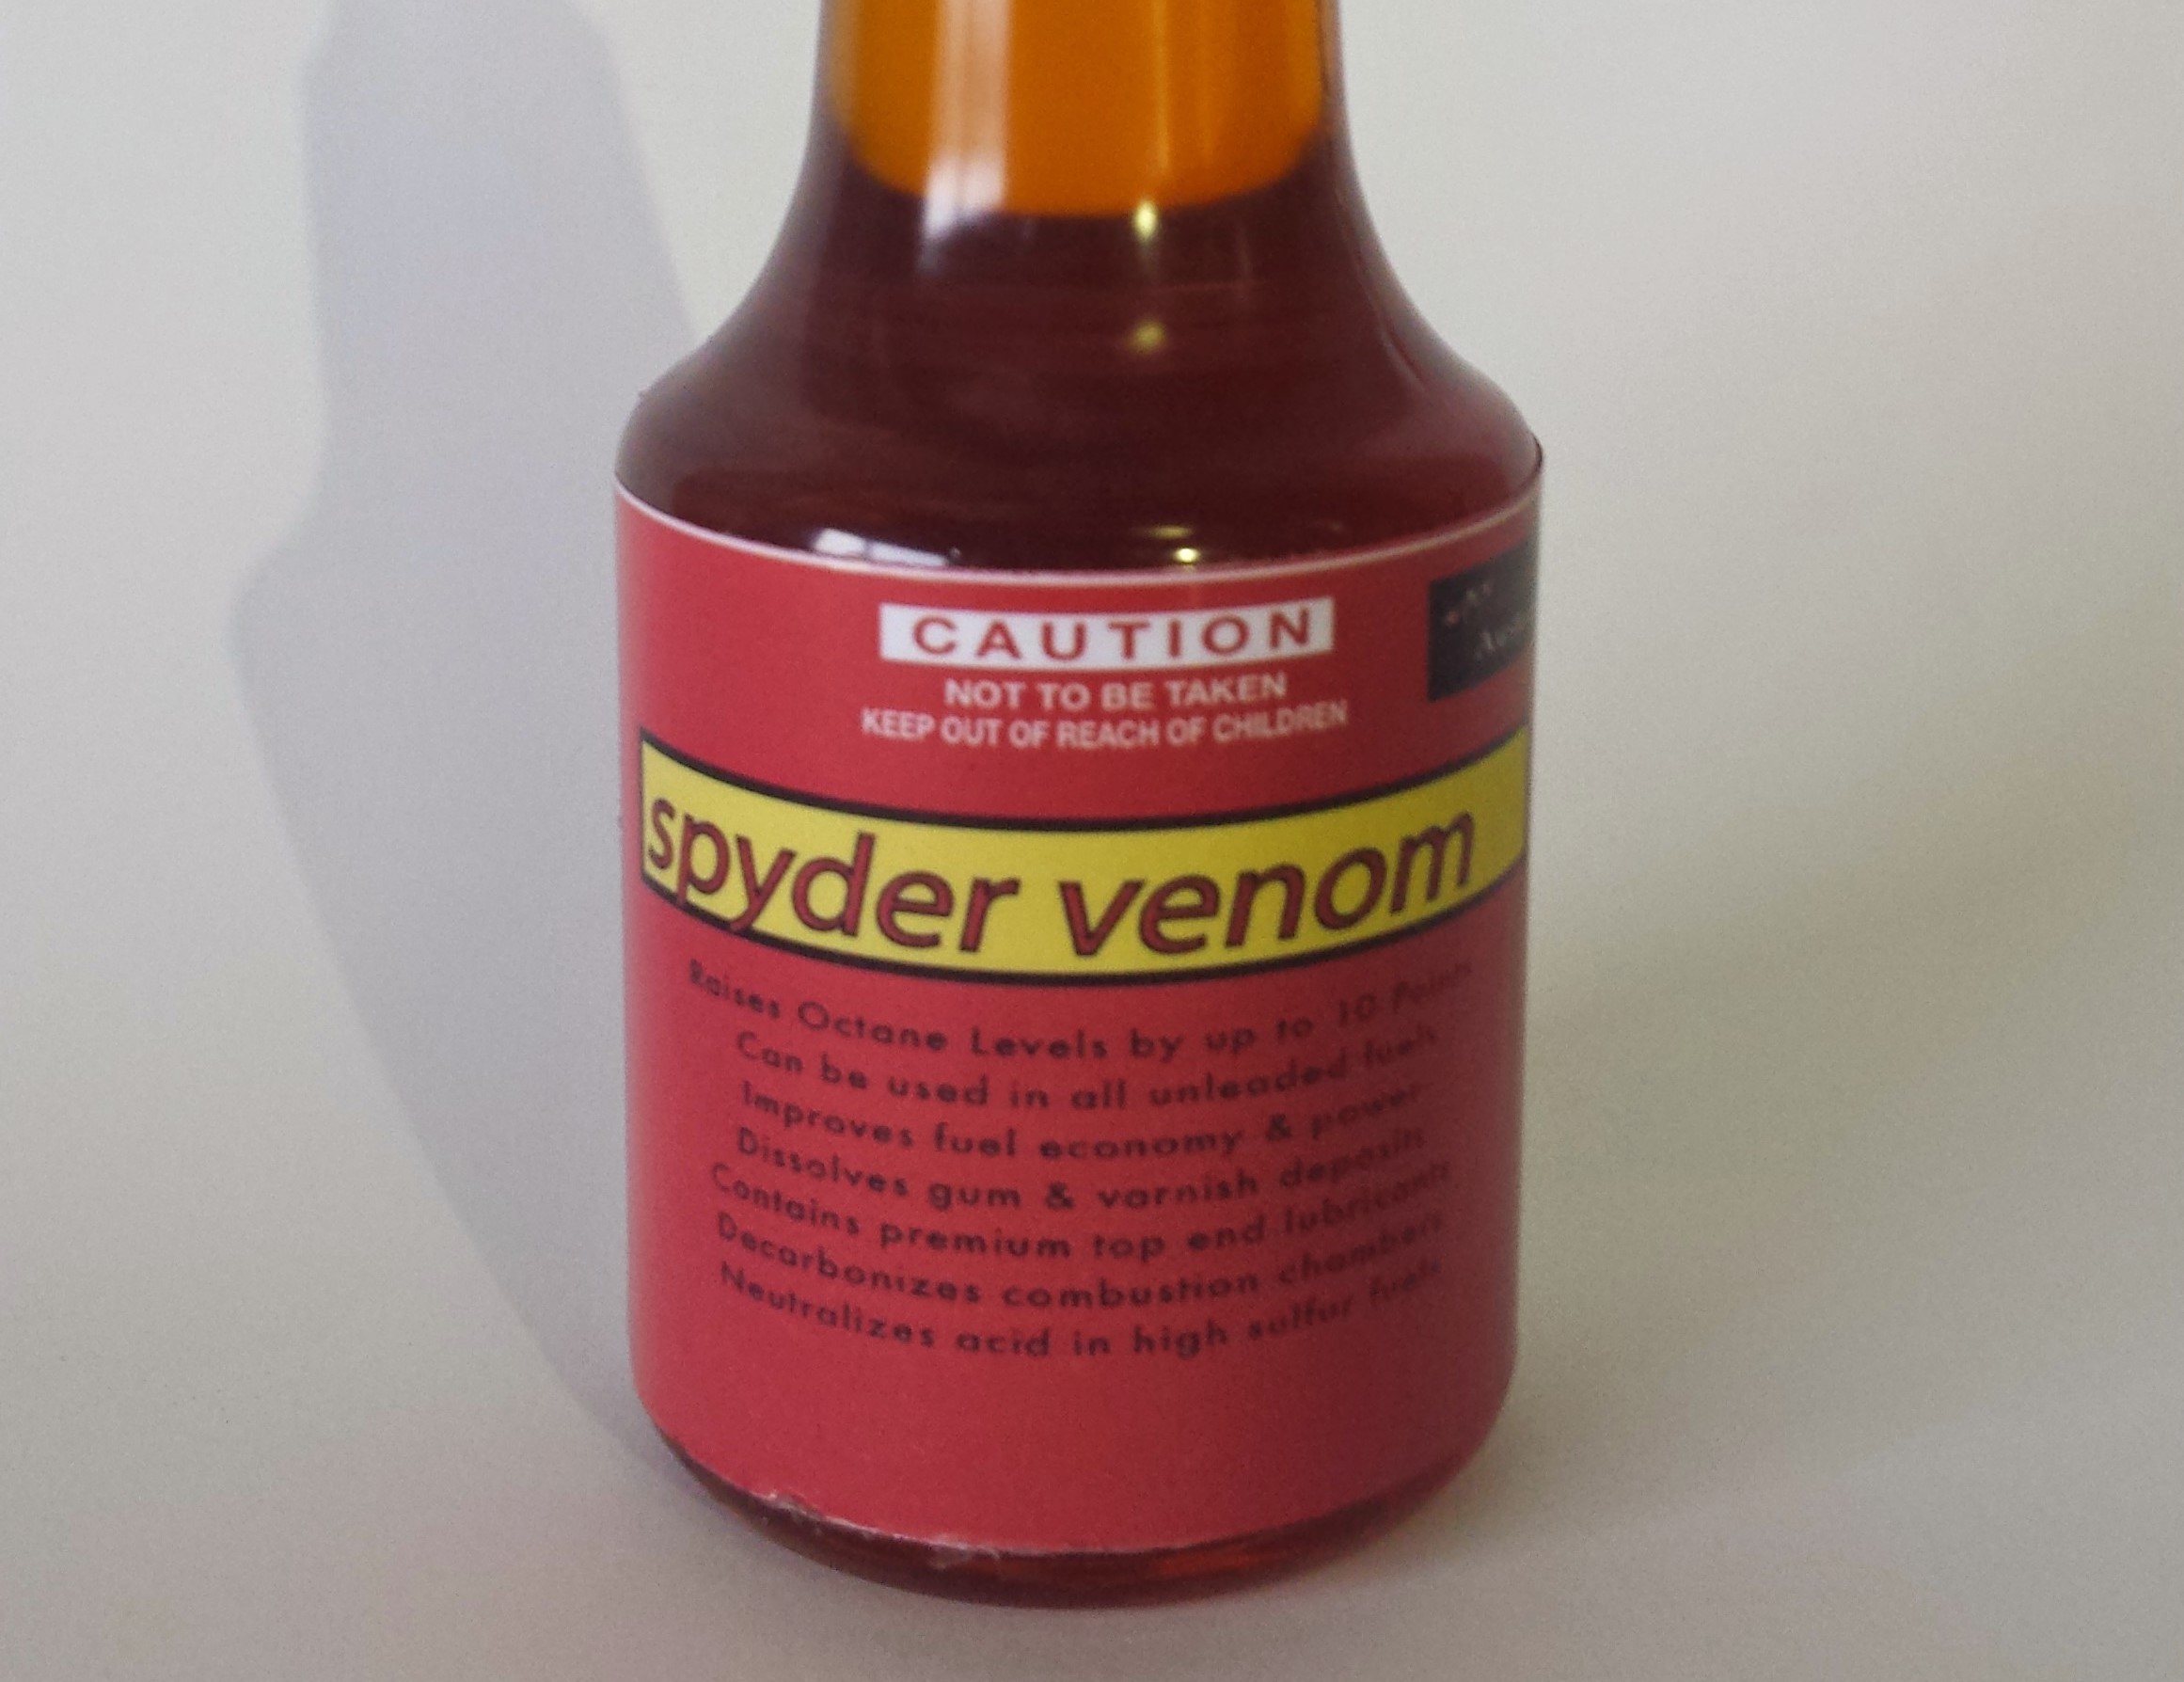 CAUTION
NOT TO BE TAKEN
KEEP OUT OF REACH OF CHILDREN
spyder venom
Raises Octane Levels by up to 10 Points
Can be used in all unleaded fuels
Improves fuel economy & power
Dissolves gum & varnish deposits
Contains premium top end lubricants
Decarbonizes combustion chambers
Neutralizes acid in high sulfur fuels